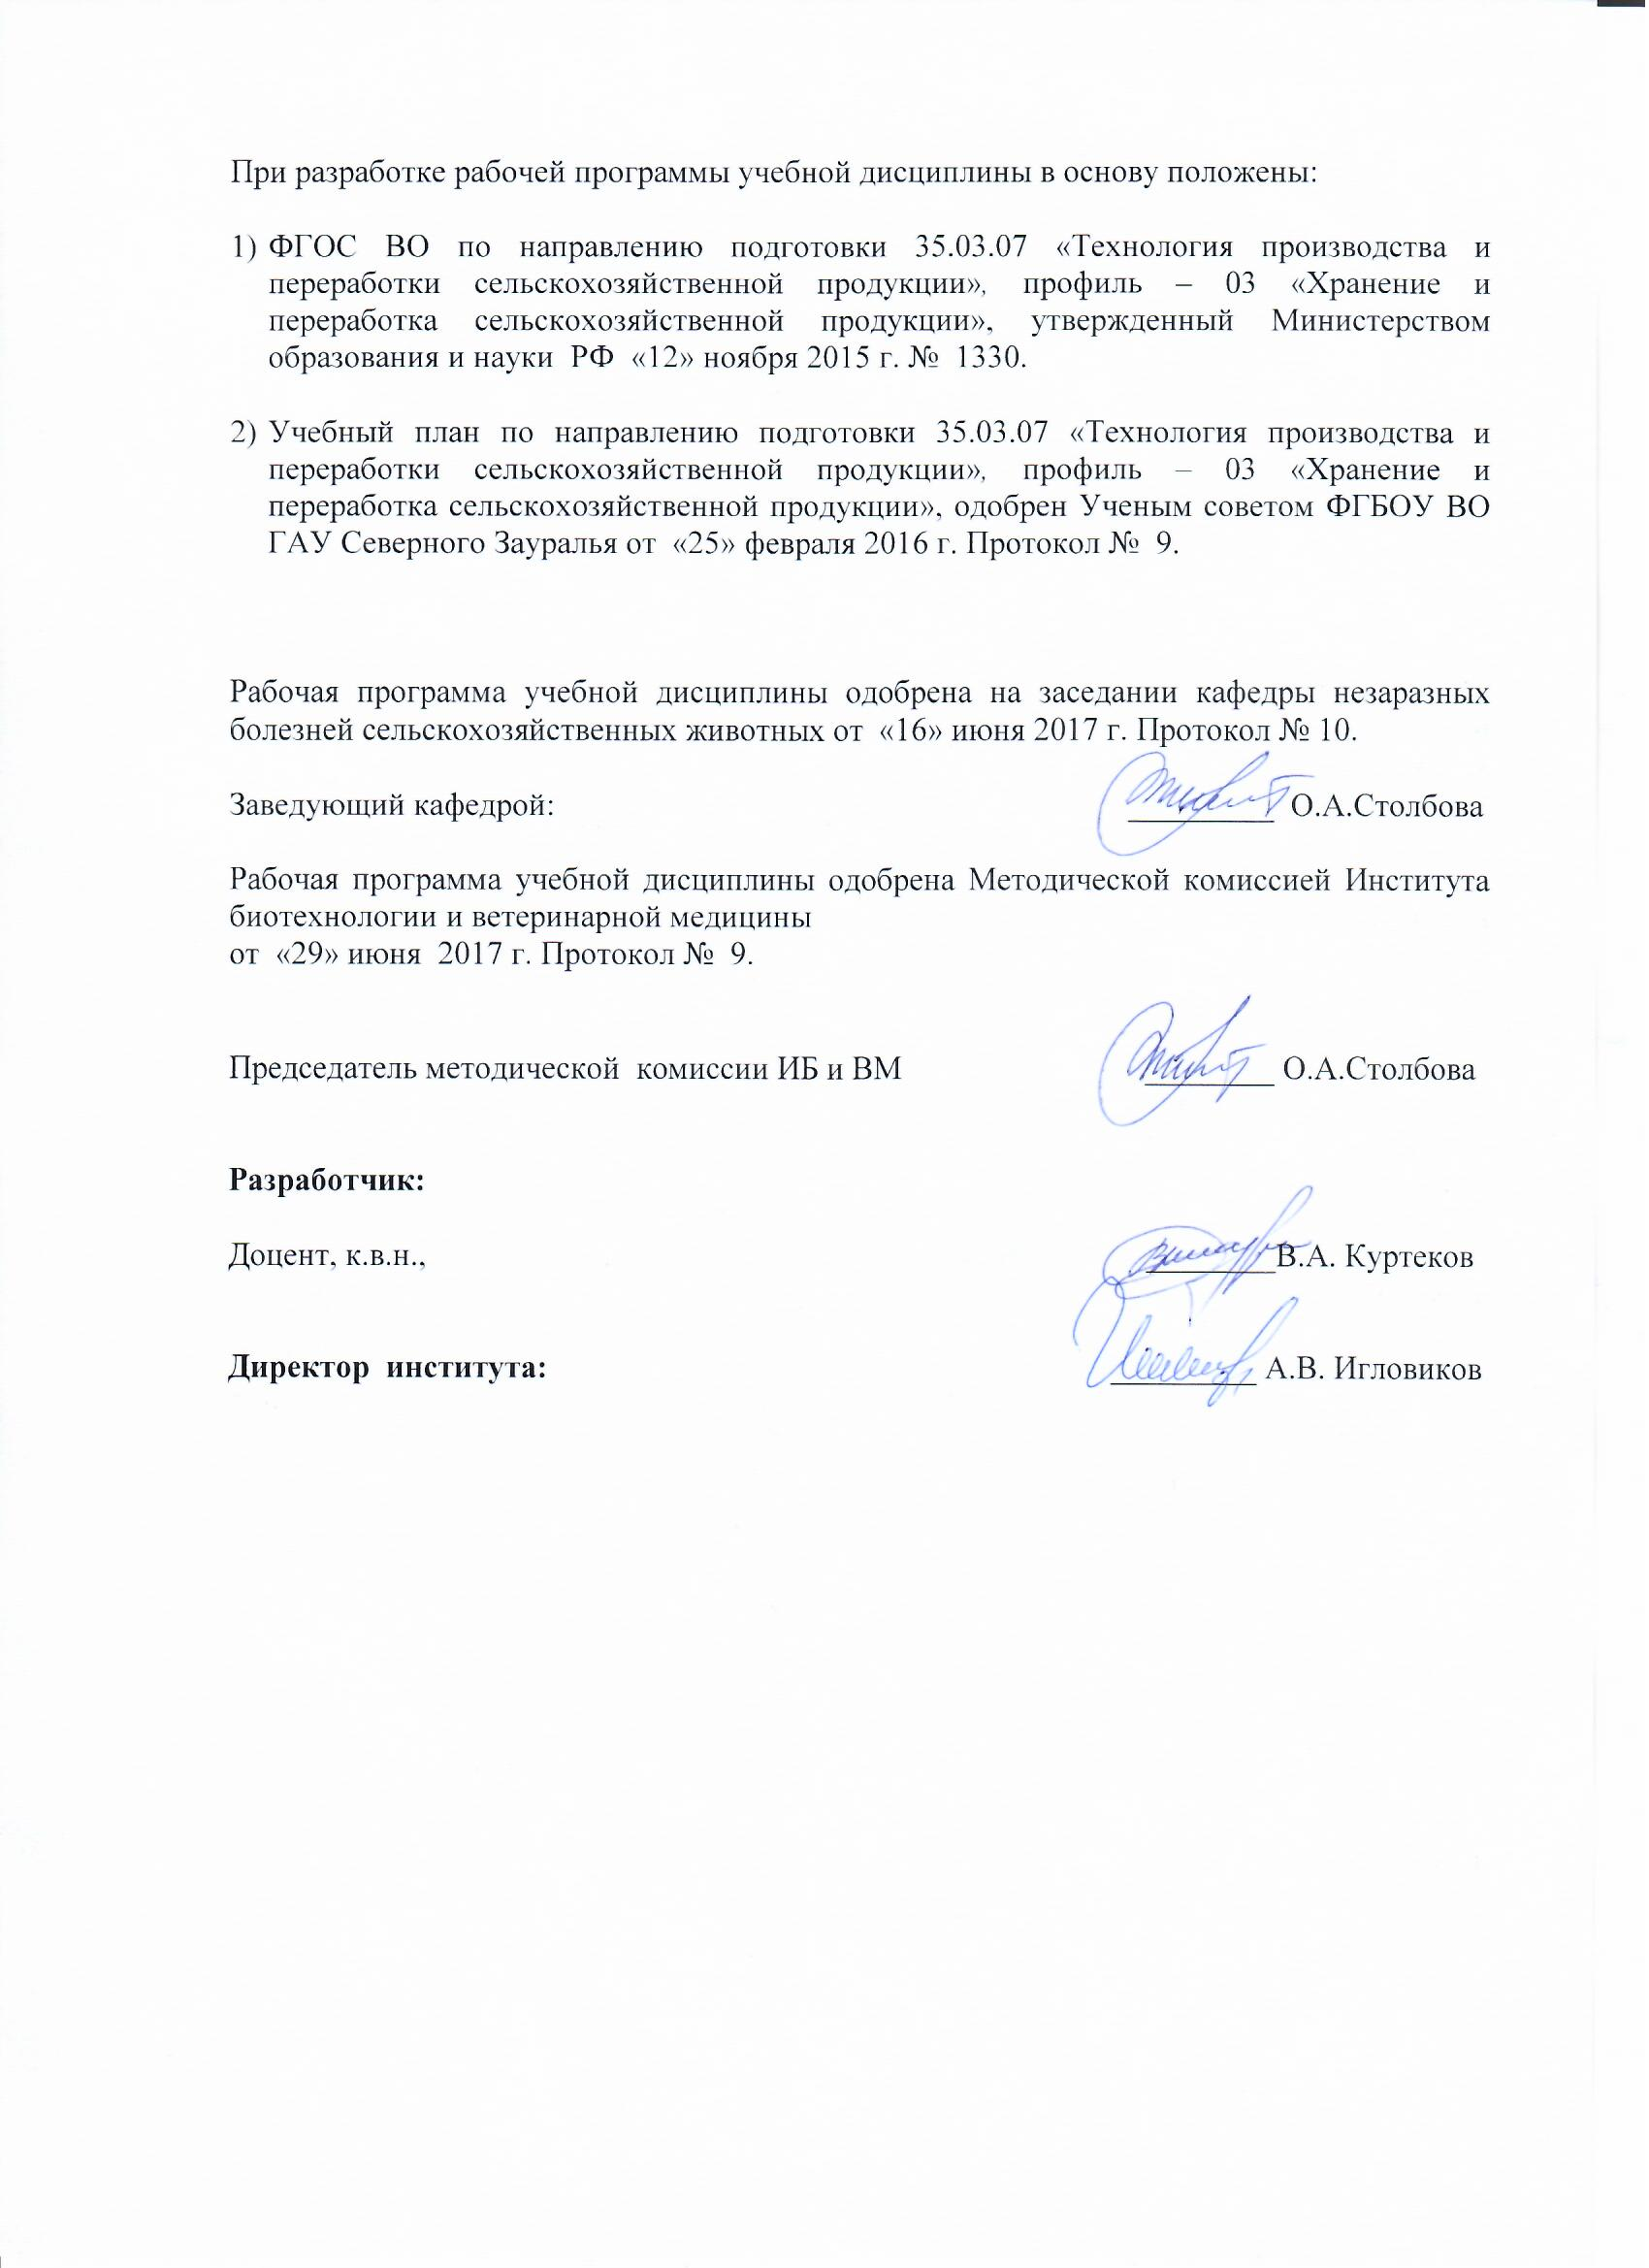 При разработке рабочей программы учебной дисциплины в основу положены:
1) ФГОС ВО по направлению подготовки 35.03.07 «Технология производства и
переработки сельскохозяйственной продукции», профиль – 03 «Хранение и
переработка сельскохозяйственной продукции», утвержденный Министерством
образования и науки РФ «12» ноября 2015 г. № 1330.
2) Учебный план по направлению подготовки 35.03.07 «Технология производства и
переработки сельскохозяйственной продукции», профиль – 03 «Хранение и
переработка сельскохозяйственной продукции», одобрен Ученым советом ФГБОУ ВО
ГАУ Северного Зауралья от «25» февраля 2016 г. Протокол № 9.
Рабочая программа учебной дисциплины одобрена на заседании кафедры незаразных
болезней сельскохозяйственных животных от «16» июня 2017 г. Протокол № 10.
Заведующий кафедрой: О.А.Столбова
Рабочая программа учебной дисциплины одобрена Методической комиссией Института
биотехнологии и ветеринарной медицины
от «29» июня 2017 г. Протокол № 9.
Председатель методической комиссии ИБ и ВМ О.А.Столбова
Разработчик:
Доцент, к.в.н., В.А. Куртеков
Директор института: А.В. Игловиков